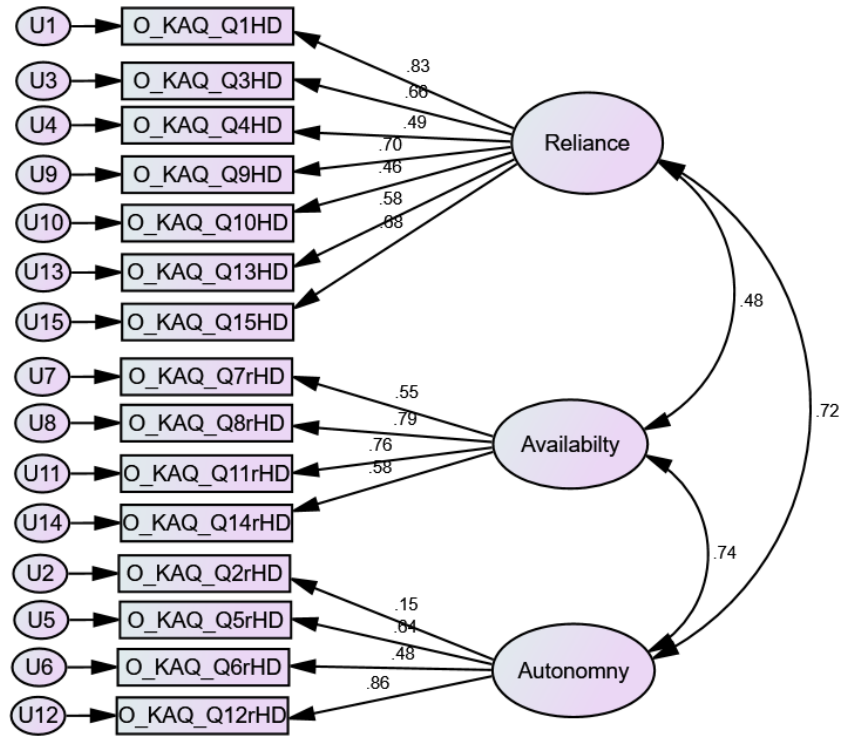 U1 O_KAQ_Q1HD
.83
U3 O_KAQ_Q3HD
.66
U4 O_KAQ_Q4HD
.49
Reliance
.70
U9 O_KAQ_Q9HD
.46
U10 O_KAQ_Q10HD
.58
.68
U13 O_KAQ_Q13HD
U15 O_KAQ_Q15HD
.48
U7 O_KAQ_Q7rHD
.55
U8 O_KAQ_Q8rHD
.79
.72
Availabilty
.76
U11 O_KAQ_Q11rHD
.58
U14 O_KAQ_Q14rHD
.74
U2 O_KAQ_Q2rHD
.15
U5 O_KAQ_Q5rHD
.64
.48
U6 O_KAQ_Q6rHD
Autonomny
.86
U12 O_KAQ_Q12rHD